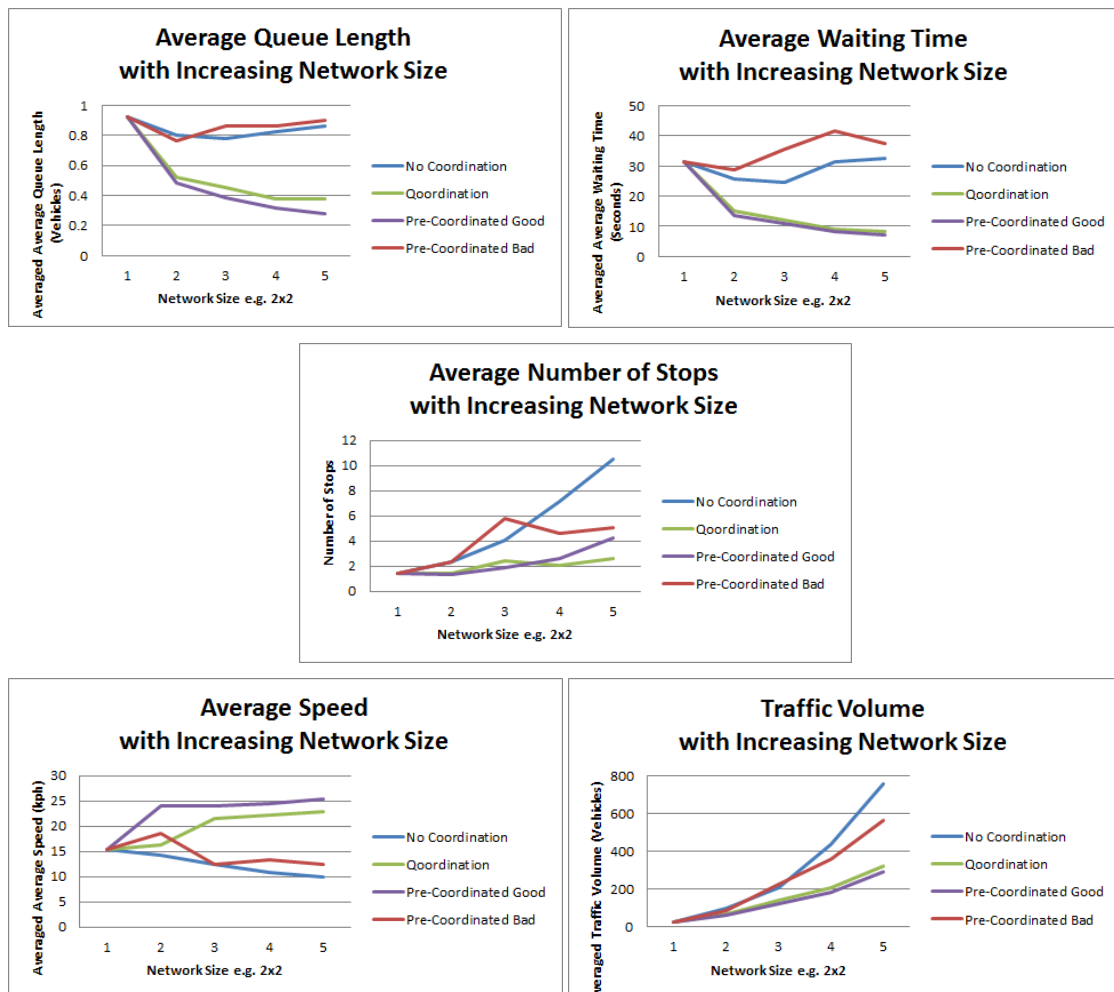 Average Queue Length
with Increasing Network Size
Averaged Average Queue Length
(Vehicles)
1
0.8
0.6
0.4
0.2
0
1 2 3 4 5
Network Size e.g. 2x2
No Coordination
Qoordination
Pre-Coordinated Good
Pre-Coordinated Bad
Average Waiting Time
with Increasing Network Size
Averaged Average Waiting Time
(Seconds)
50
40
30
20
10
0
1 2 3 4 5
Network Size e.g. 2x2
No Coordination
Qoordination
Pre-Coordinated Good
Pre-Coordinated Bad
Average Number of Stops
with Increasing Network Size
Number of Stops
12
10
8
6
4
2
0
1 2 3 4 5
Network Size e.g. 2x2
No Coordination
Qoordination
Pre-Coordinated Good
Pre-Coordinated Bad
Average Speed
with Increasing Network Size
Averaged Average Speed (kph)
30
25
20
15
10
5
0
1 2 3 4 5
Network Size e.g. 2x2
No Coordination
Qoordination
Pre-Coordinated Good
Pre-Coordinated Bad
Traffic Volume
with Increasing Network Size
Averaged Traffic Volume (Vehicles)
800
600
400
200
0
1 2 3 4 5
Network Size e.g. 2x2
No Coordination
Qoordination
Pre-Coordinated Good
Pre-Coordinated Bad